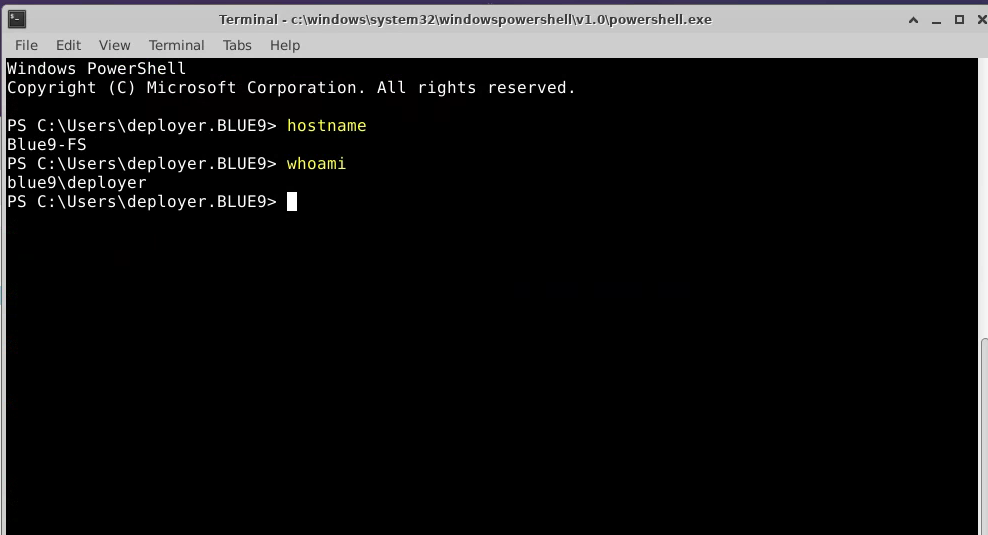 Terminal - c:\windows\system32\windowspowershell\v1.0\powershell.exe
File Edit View Terminal Tabs Help
Windows PowerShell
Copyright (C) Microsoft Corporation. All rights reserved.
PS C:\Users\deployer.BLUE9> hostname
Blue9-FS
PS C:\Users\deployer.BLUE9> whoami
blue9\deployer
PS C:\Users\deployer.BLUE9>